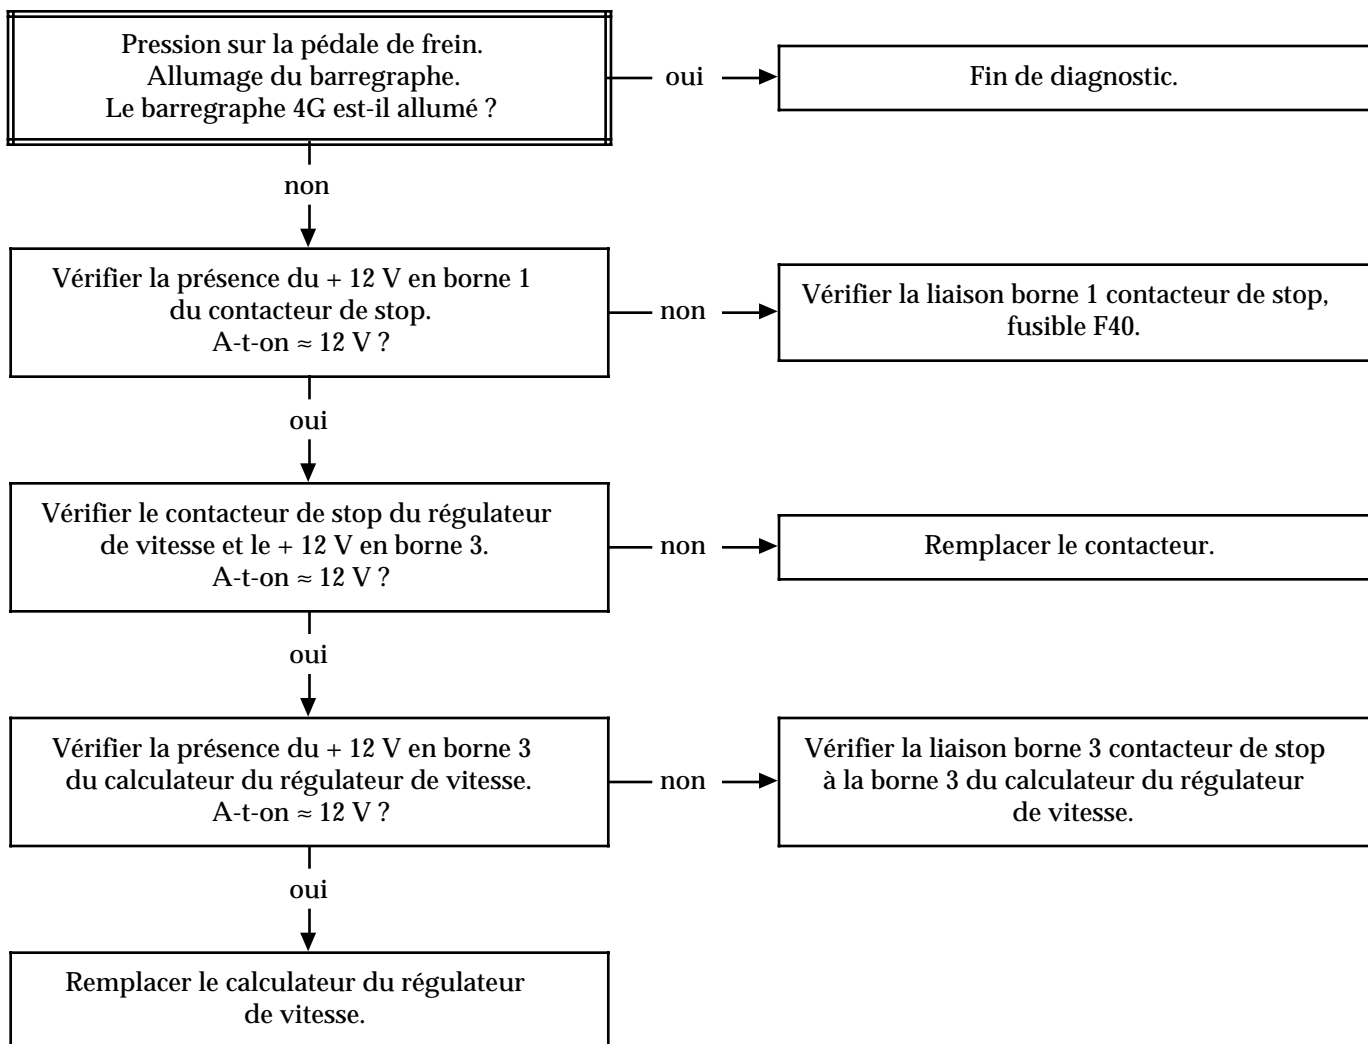 Pression sur la pédale de frein.
Allumage du barregraphe.
Le barregraphe 4G est-il allumé ?
oui
Fin de diagnostic.
non
Vérifier la présence du + 12 V en borne 1
du contacteur de stop.
A-t-on ≈ 12 V ?
non
Vérifier la liaison borne 1 contacteur de stop,
fusible F40.
oui
Vérifier le contacteur de stop du régulateur
de vitesse et le + 12 V en borne 3.
A-t-on ≈ 12 V ?
non
Remplacer le contacteur.
oui
Vérifier la présence du + 12 V en borne 3
du calculateur du régulateur de vitesse.
A-t-on ≈ 12 V ?
non
Vérifier la liaison borne 3 contacteur de stop
à la borne 3 du calculateur du régulateur
de vitesse.
oui
Remplacer le calculateur du régulateur
de vitesse.